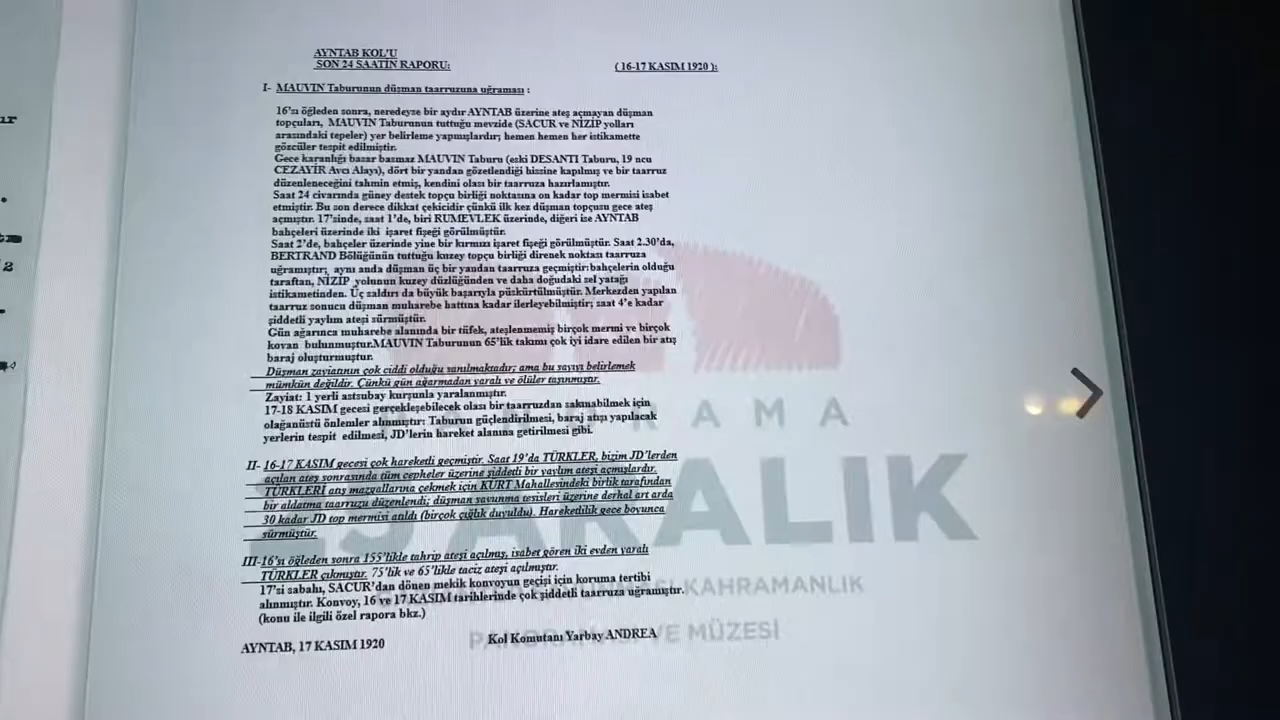 AYNTAB KOL'U
SON 24 SAATİN RAPORU:
( 16-17 KASIM 1920 ):
I- MAUVIN Taburunun düşman taarruzuna uğraması :
16'sı öğleden sonra, neredeyse bir aydır AYNTAB üzerine ateş açmayan düşman
topçuları, MAUVIN Taburunun tuttuğu mevzide (SACUR ve NİZİP yolları
arasındaki tepeler) yer belirleme yapmışlardır; hemen hemen her istikamette
gözcüler tespit edilmiştir.
Gece karanlığı basar basmaz MAUVIN Taburu (eski DESANTI Taburu, 19 ncu
CEZAYİR Avcı Alayı), dört bir yandan gözetlendiği hissine kapılmış ve bir taarruz
düzenleneceğini tahmin etmiş, kendini olası bir taarruza hazırlamıştır.
Saat 24 civarında güney destek topçu birliği noktasına on kadar top mermisi isabet
etmiştir. Bu son derece dikkat çekicidir çünkü ilk kez düşman topçusu gece ateş
açmıştır. 17'sinde, saat 1'de, biri RUMEVLEK üzerinde, diğeri ise AYNTAB
bahçeleri üzerinde iki işaret fişeği görülmüştür.
Saat 2'de, bahçeler üzerinde yine bir kırmızı işaret fişeği görülmüştür. Saat 2.30'da,
BERTRAND Bölüğünün tuttuğu kuzey topçu birliği direnek noktası taarruza
uğramıştır; aynı anda düşman üç bir yandan taarruza geçmiştir:bahçelerin olduğu
taraftan, NİZİP yolunun kuzey düzlüğünden ve daha doğudaki sel yatağı
istikametinden. Üç saldırı da büyük başarıyla püskürtülmüştür. Merkezden yapılan
taarruz sonucu düşman muharebe hattına kadar ilerleyebilmiştir; saat 4'e kadar
şiddetli yaylım ateşi sürmüştür.
Gün ağarınca muharebe alanında bir tüfek, ateşlenmemiş birçok mermi ve birçok
kovan bulunmuştur.MAUVIN Taburunun 65'lik takımı çok iyi idare edilen bir atış
baraj oluşturmuştur.
Düşman zayiatının çok ciddi olduğu sanılmaktadır; ama bu sayıyı belirlemek
mümkün değildir. Çünkü gün ağarmadan yaralı ve ölüler taşınmıştır.
Zayiat: 1 yerli astsubay kurşunla yaralanmıştır.
17-18 KASIM gecesi gerçekleşebilecek olası bir taarruzdan sakınabilmek için
olağanüstü önlemler alınmıştır: Taburun güçlendirilmesi, baraj atışı yapılacak
yerlerin tespit edilmesi, JD'lerin hareket alanına getirilmesi gibi.
II- 16-17 KASIM gecesi çok hareketli geçmiştir. Saat 19'da TÜRKLER, bizim JD'lerden
açılan ateş sonrasında tüm cepheler üzerine şiddetli bir yaylım ateşi açmışlardır.
TÜRKLERİ atış mazgallarına çekmek için KÜRT Mahallesindeki birlik tarafından
bir aldatma taarruzu düzenlendi; düşman savunma tesisleri üzerine derhal art arda
30 kadar JD top mermisi atıldı (birçok çığlık duyuldu). Hareketlilik gece boyunca
sürmüştür.
III-16'sı öğleden sonra 155'likle tahrip ateşi açılmış, isabet gören iki evden yaralı
TÜRKLER çıkmıştır. 75'lik ve 65'likle taciz ateşi açılmıştır.
17'si sabahı, SACUR'dan dönen mekik konvoyun geçişi için koruma tertibi
alınmıştır. Konvoy, 16 ve 17 KASIM tarihlerinde çok şiddetli taarruza uğramıştır.
(konu ile ilgili özel rapora bkz.)
AYNTAB, 17 KASIM 1920
Kol Komutanı Yarbay ANDREA
PANORAMA
25 ARALIK
KAHRAMANLIK
PANORAMASI VE MÜZESİ